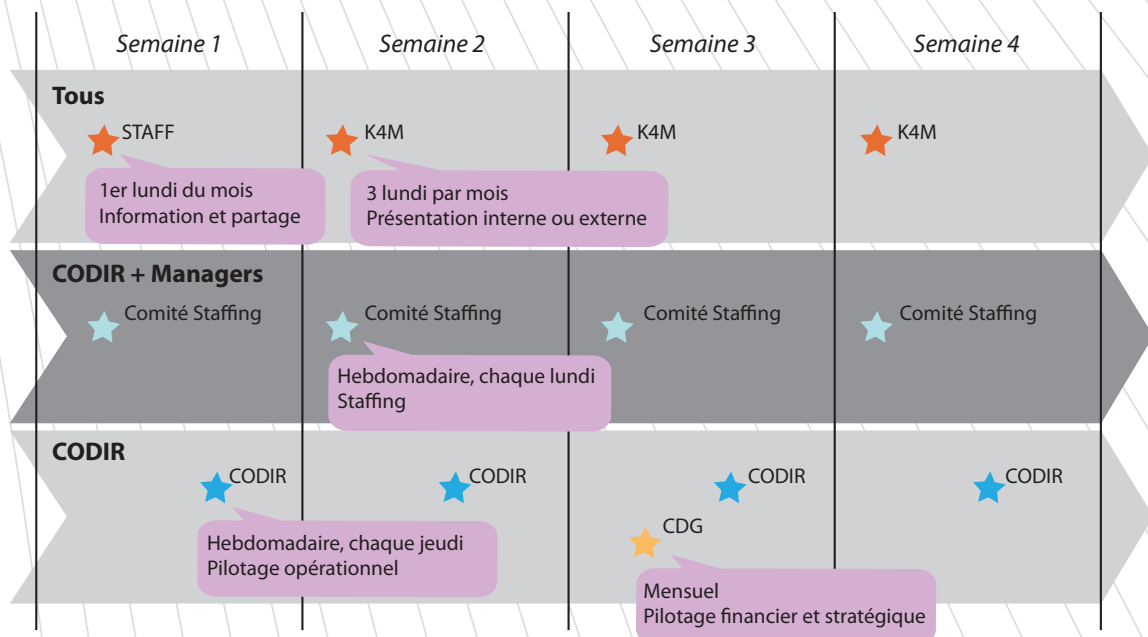 Semaine 1
Semaine 2
Semaine 3
Semaine 4
Tous
STAFF
K4M
K4M
K4M
1er lundi du mois
Information et partage
3 lundi par mois
Présentation interne ou externe
CODIR + Managers
Comité Staffing
Comité Staffing
Comité Staffing
Comité Staffing
Hebdomadaire, chaque lundi
Staffing
CODIR
CODIR
CODIR
CODIR
CODIR
Hebdomadaire, chaque jeudi
Pilotage opérationnel
CDG
Mensuel
Pilotage financier et stratégique